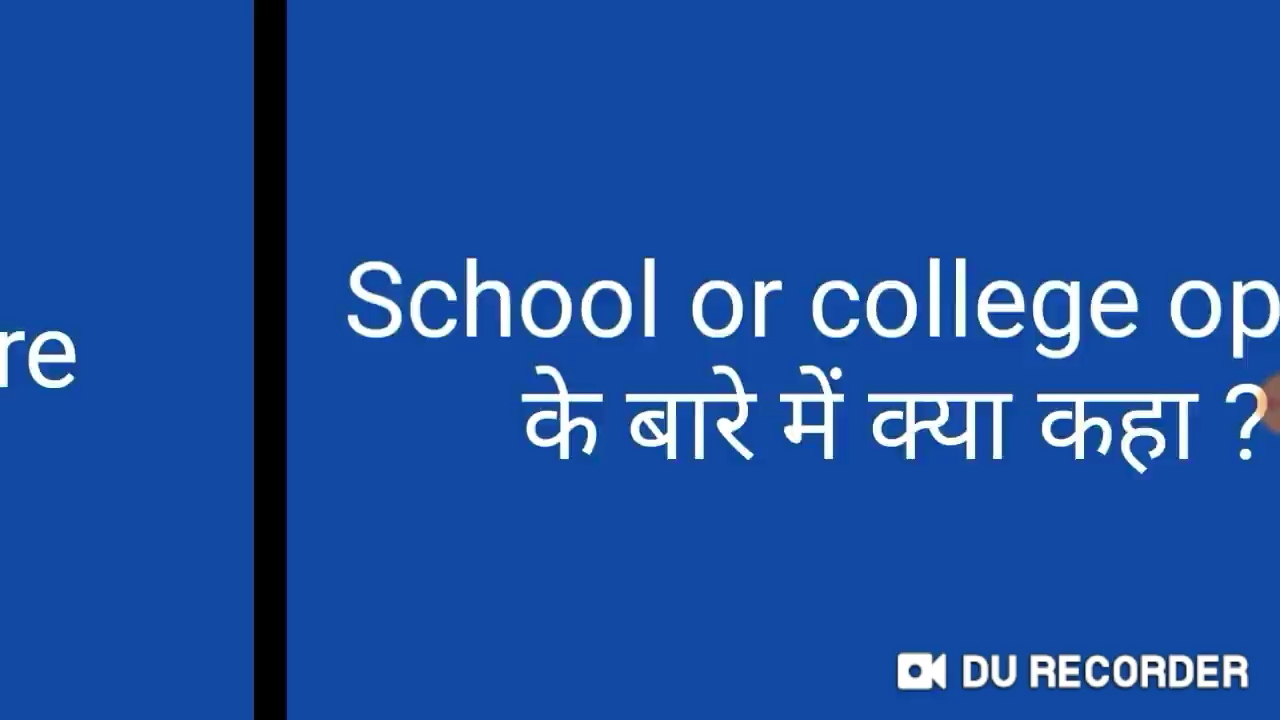 re
School or college op
के बारे में क्या कहा ?
DU RECORDER